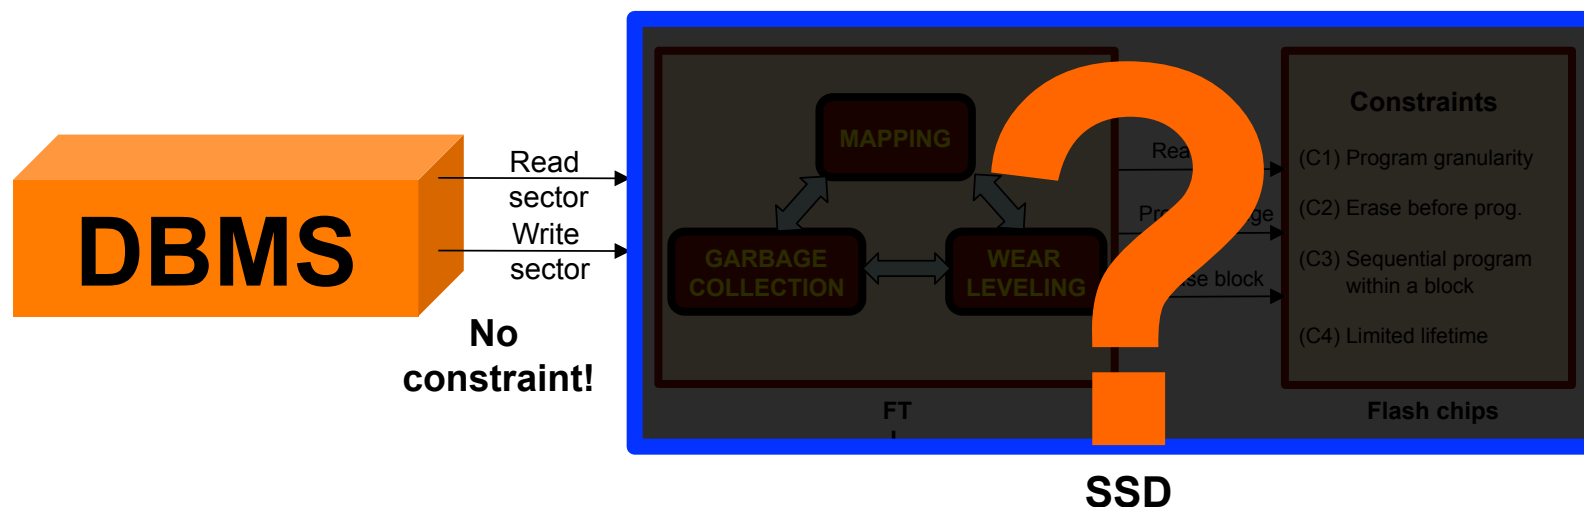 DBMS
Read
sector
Write
sector
No
constraint!
MAPPING
GARBAGE
COLLECTION
WEAR
LEVELING
FT
Constraints
(C1) Program granularity
(C2) Erase before prog.
(C3) Sequential program
within a block
(C4) Limited lifetime
block
Flash chips
?
SSD